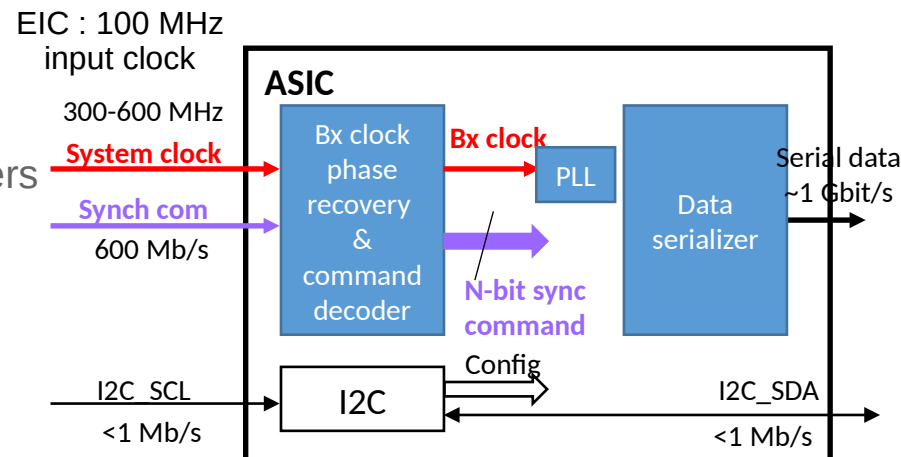 EIC : 100 MHz
input clock
ASIC
300-600 MHz
System clock
ers
Synch com
600 Mb/s
Bx clock
phase
recovery
&
command
decoder
Bx clock
PLL
N-bit sync
command
Data
serializer
Serial data
~1 Gbit/s
I2C_SCL
<1 Mb/s
I2C
Config
I2C_SDA
<1 Mb/s